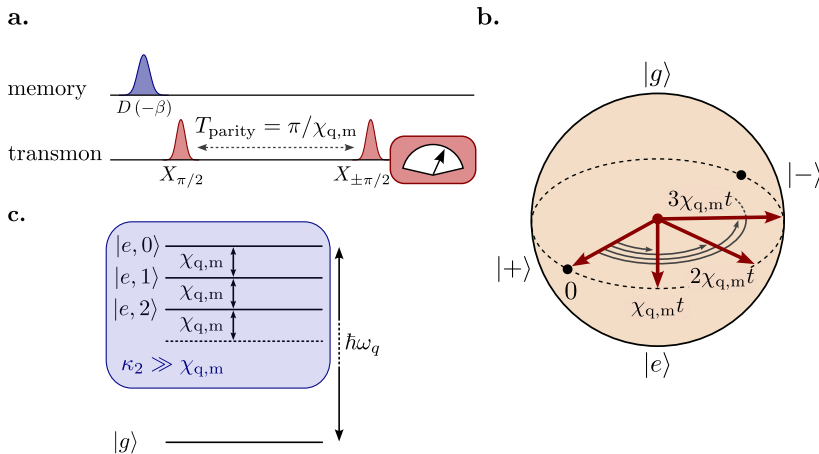 a.
memory
D (−β)
T_parity = π/χ_q,m
transmon
X_π/2
X_±π/2
b.
|g⟩
|−⟩
3χ_q,m t
|+⟩
0
2χ_q,m t
χ_q,m t
|e⟩
c.
|e, 0⟩
χ_q,m
|e, 1⟩
χ_q,m
|e, 2⟩
χ_q,m
ħω_q
κ_2 ≫ χ_q,m
|g⟩